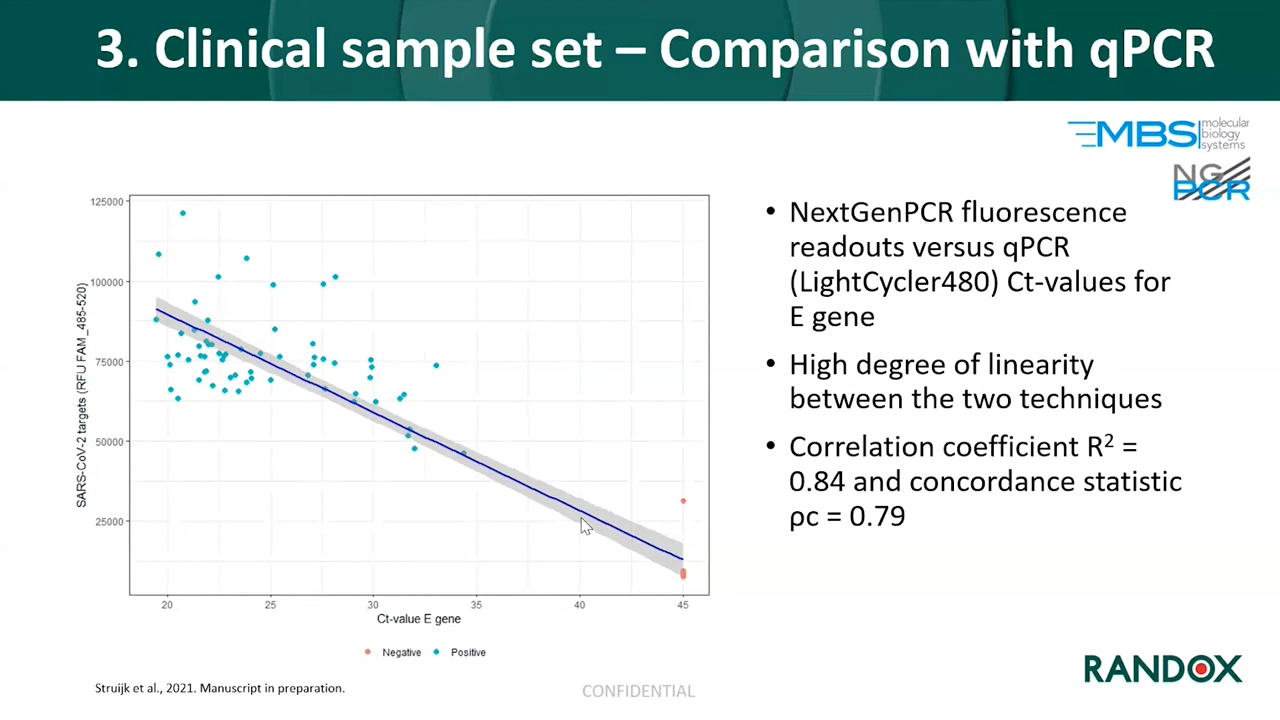 3. Clinical sample set – Comparison with qPCR
MBS molecular
biology
systems
NG
PCR
• NextGenPCR fluorescence
readouts versus qPCR
(LightCycler480) Ct-values for
E gene
• High degree of linearity
between the two techniques
• Correlation coefficient R² =
0.84 and concordance statistic
ρc = 0.79
SARS-CoV-2 targets (RFU FAM_485-520)
125000
100000
75000
50000
25000
20 25 30 35 40 45
Ct-value E gene
Negative Positive
Struijk et al., 2021. Manuscript in preparation.
CONFIDENTIAL
RANDOX